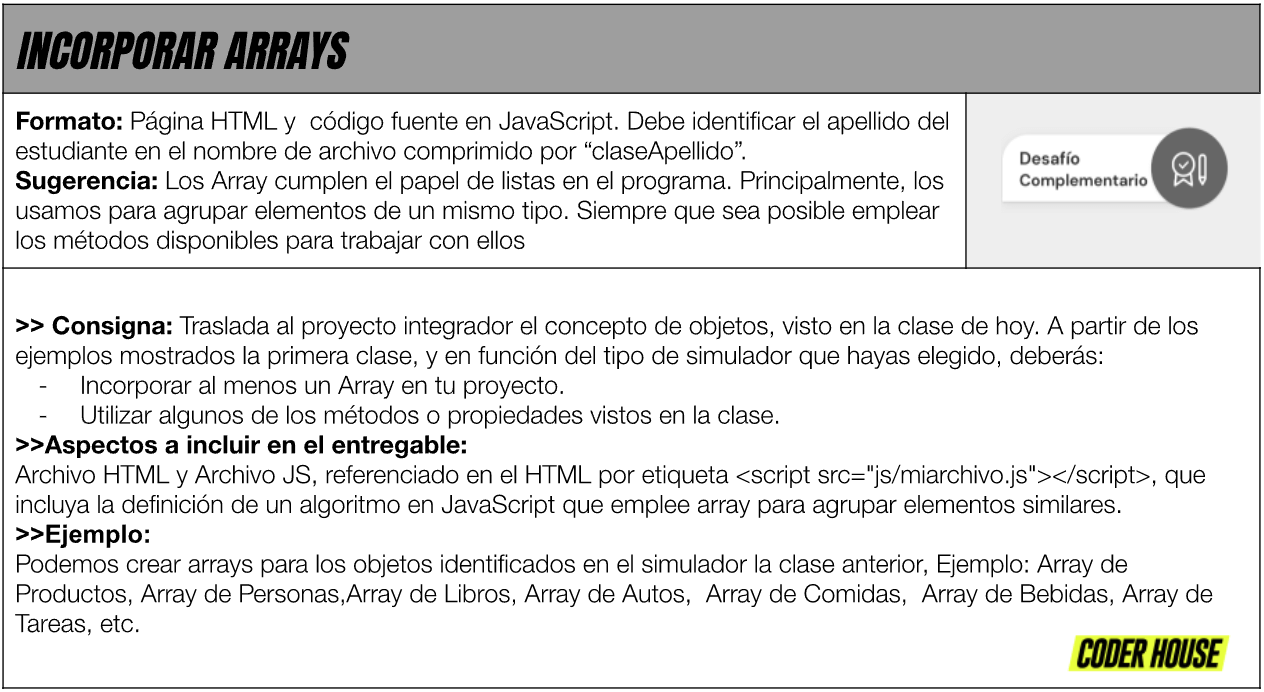 INCORPORAR ARRAYS
Formato: Página HTML y  código fuente en JavaScript. Debe identificar el apellido del
estudiante en el nombre de archivo comprimido por “claseApellido”.
Sugerencia: Los Array cumplen el papel de listas en el programa. Principalmente, los
usamos para agrupar elementos de un mismo tipo. Siempre que sea posible emplear
los métodos disponibles para trabajar con ellos
Desafío
Complementario
>> Consigna: Traslada al proyecto integrador el concepto de objetos, visto en la clase de hoy. A partir de los
ejemplos mostrados la primera clase, y en función del tipo de simulador que hayas elegido, deberás:
- Incorporar al menos un Array en tu proyecto.
- Utilizar algunos de los métodos o propiedades vistos en la clase.
>>Aspectos a incluir en el entregable:
Archivo HTML y Archivo JS, referenciado en el HTML por etiqueta <script src="js/miarchivo.js"></script>, que
incluya la definición de un algoritmo en JavaScript que emplee array para agrupar elementos similares.
>>Ejemplo:
Podemos crear arrays para los objetos identificados en el simulador la clase anterior, Ejemplo: Array de
Productos, Array de Personas,Array de Libros, Array de Autos,  Array de Comidas,  Array de Bebidas, Array de
Tareas, etc.
CODER HOUSE